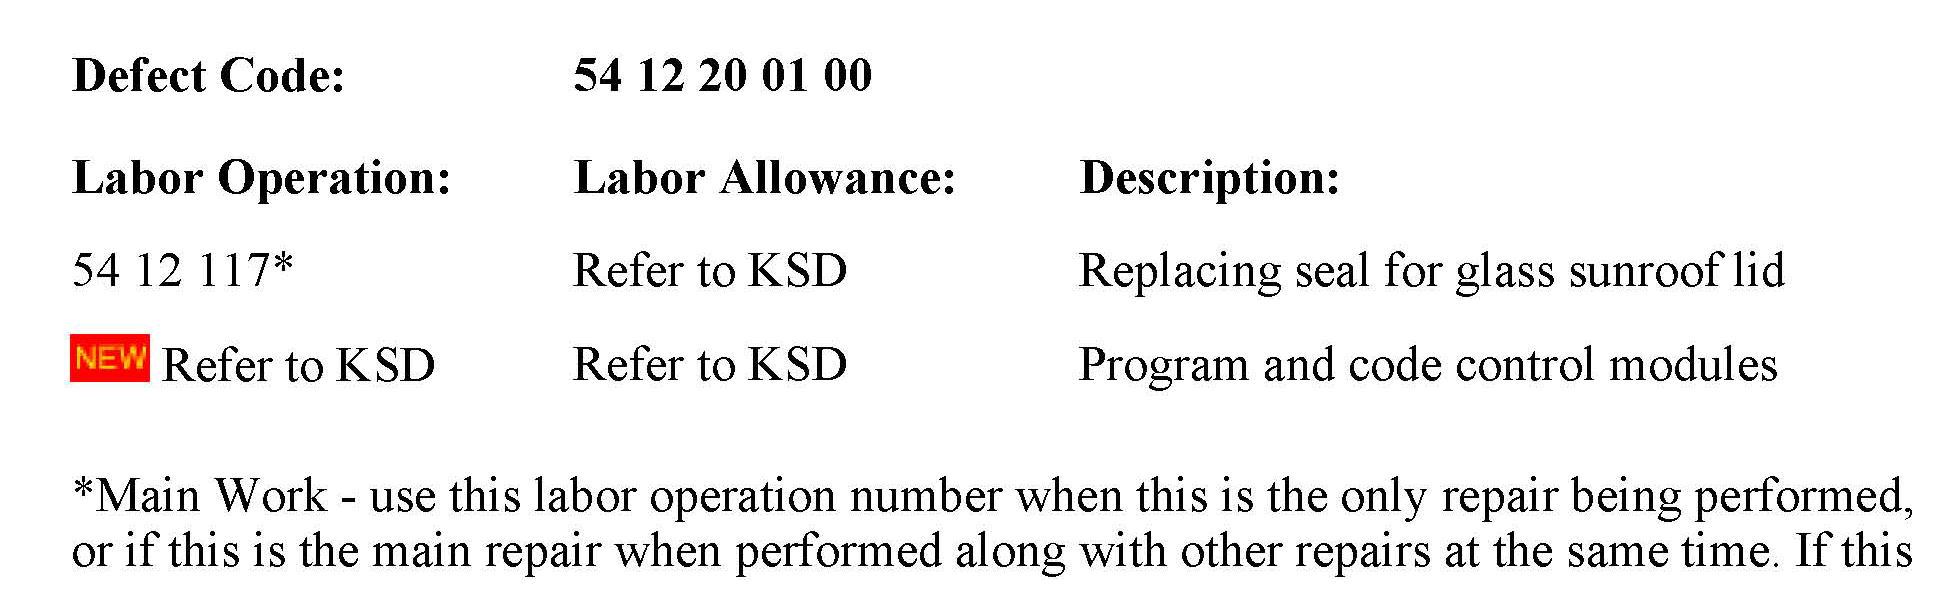 Defect Code: 54 12 20 01 00
Labor Operation: Labor Allowance: Description:
54 12 117* Refer to KSD Replacing seal for glass sunroof lid
NEW Refer to KSD Refer to KSD Program and code control modules
*Main Work - use this labor operation number when this is the only repair being performed,
or if this is the main repair when performed along with other repairs at the same time. If this